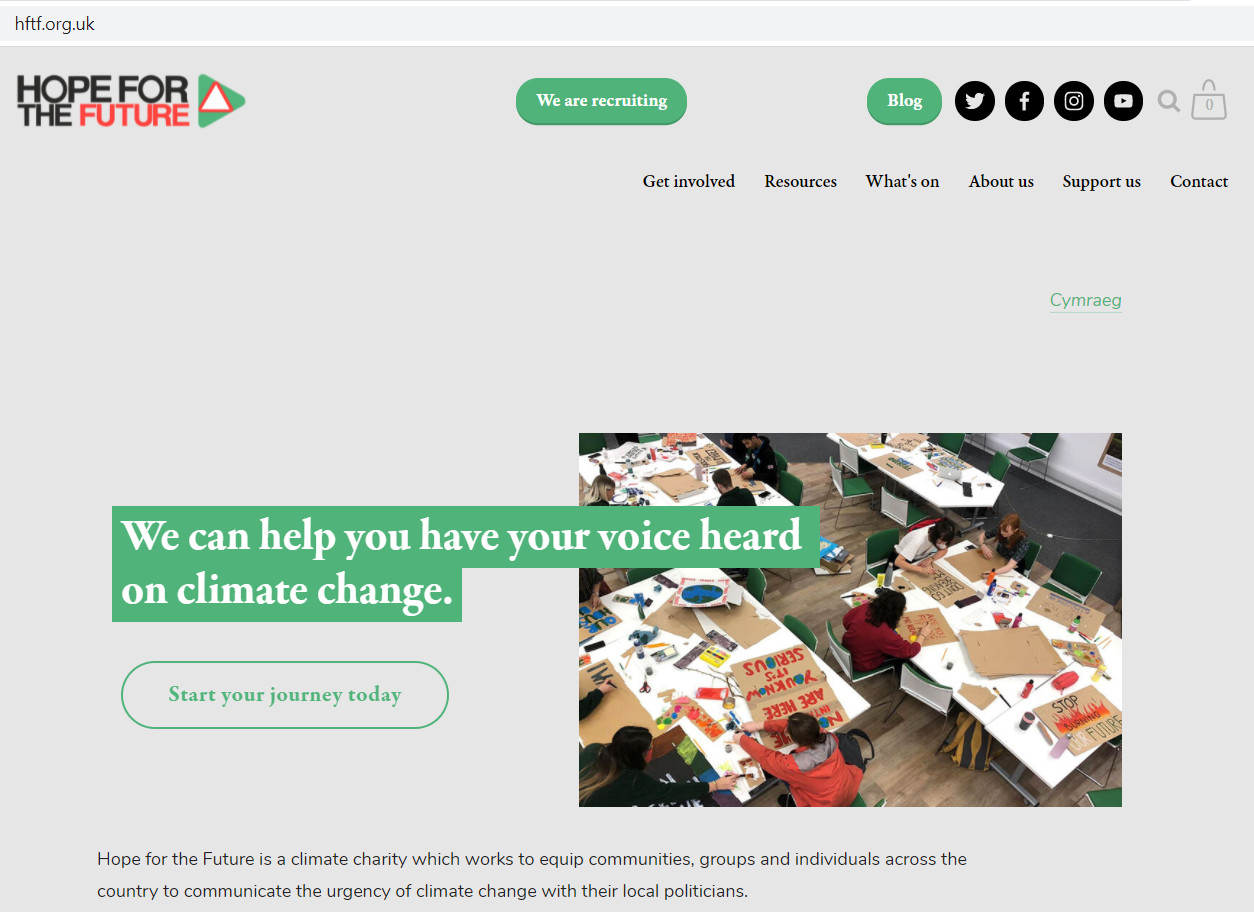 hftf.org.uk
HOPE FOR
THE FUTURE
We are recruiting
Blog
0
Get involved
Resources
What's on
About us
Support us
Contact
Cymraeg
We can help you have your voice heard
on climate change.
Start your journey today
SERIOUS
IT'S
YOU KNOW
ARE HERE
STOP
BURNING
OUR
FUTURE
Hope for the Future is a climate charity which works to equip communities, groups and individuals across the
country to communicate the urgency of climate change with their local politicians.